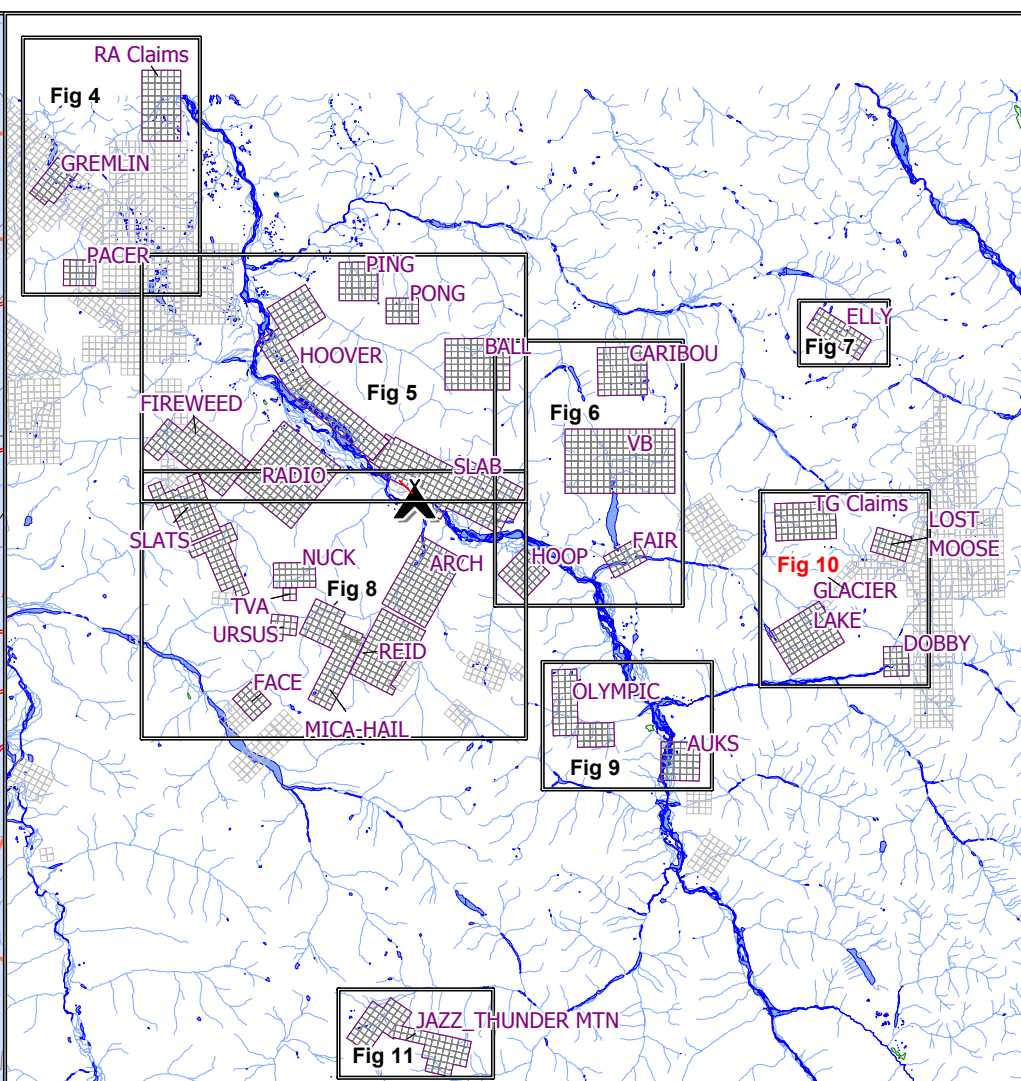 RA Claims
Fig 4
GREMLIN
PACER
PING
PONG
ELLY
Fig 7
HOOVER
BALL
CARIBOU
Fig 5
FIREWEED
Fig 6
VB
RADIO
SLAB
TG Claims
LOST
SLATS
MOOSE
NUCK
ARCH
HOOP
FAIR
Fig 10
Fig 8
GLACIER
TVA
LAKE
URSUS
REID
DOBBY
FACE
OLYMPIC
MICA-HAIL
AUKS
Fig 9
JAZZ_THUNDER MTN
Fig 11